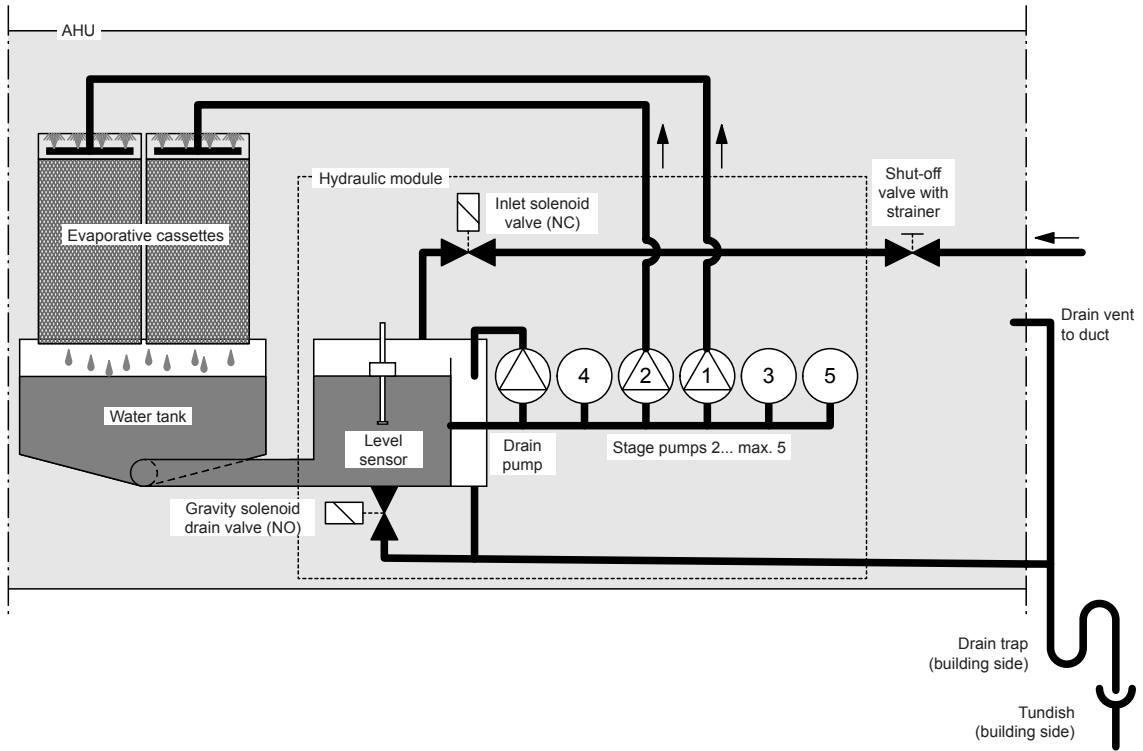 AHU
Hydraulic module
Inlet solenoid
valve (NC)
Shut-off
valve with
strainer
Evaporative cassettes
Drain vent
to duct
4
2
1
3
5
Water tank
Level
sensor
Drain
pump
Stage pumps 2... max. 5
Gravity solenoid
drain valve (NO)
Drain trap
(building side)
Tundish
(building side)